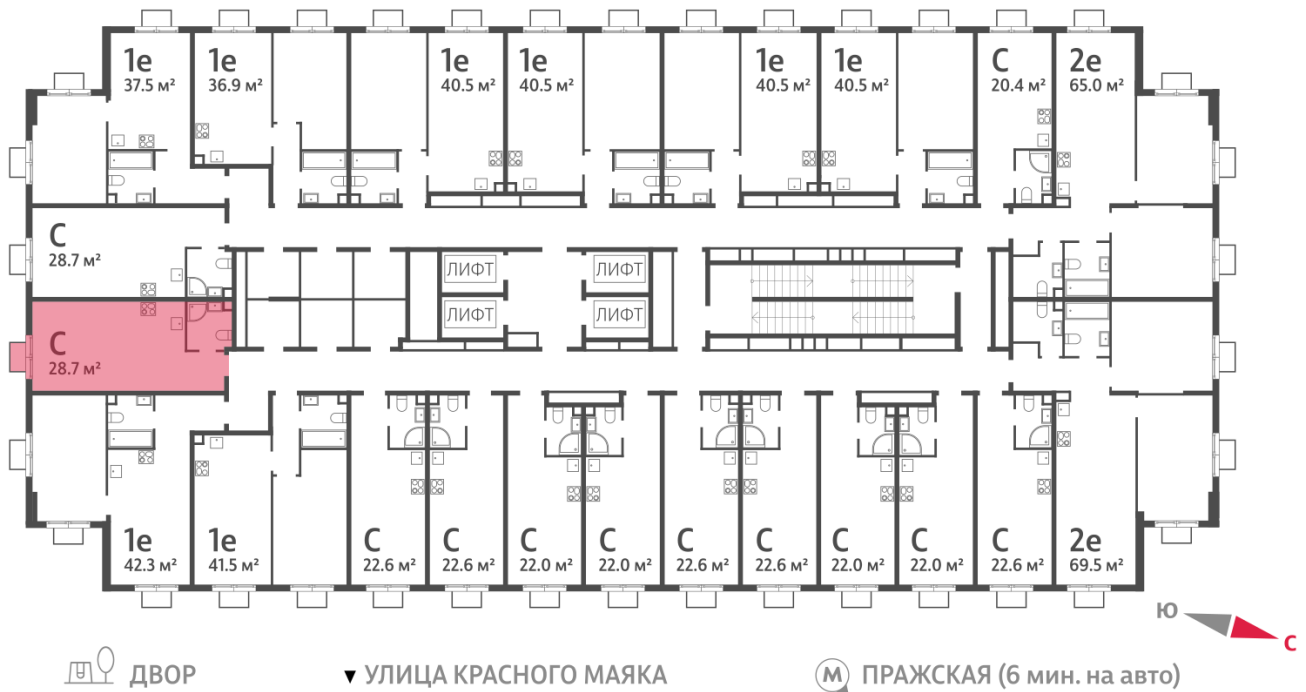 1е
37.5 м²
1е
36.9 м²
1е
40.5 м²
1е
40.5 м²
1е
40.5 м²
1е
40.5 м²
С
20.4 м²
2е
65.0 м²
С
28.7 м²
ЛИФТ
ЛИФТ
ЛИФТ
ЛИФТ
С
28.7 м²
1е
42.3 м²
1е
41.5 м²
С
22.6 м²
С
22.6 м²
С
22.0 м²
С
22.0 м²
С
22.6 м²
С
22.6 м²
С
22.0 м²
С
22.0 м²
С
22.6 м²
2е
69.5 м²
Ю
С
ДВОР
▼ УЛИЦА КРАСНОГО МАЯКА
М ПРАЖСКАЯ (6 мин. на авто)